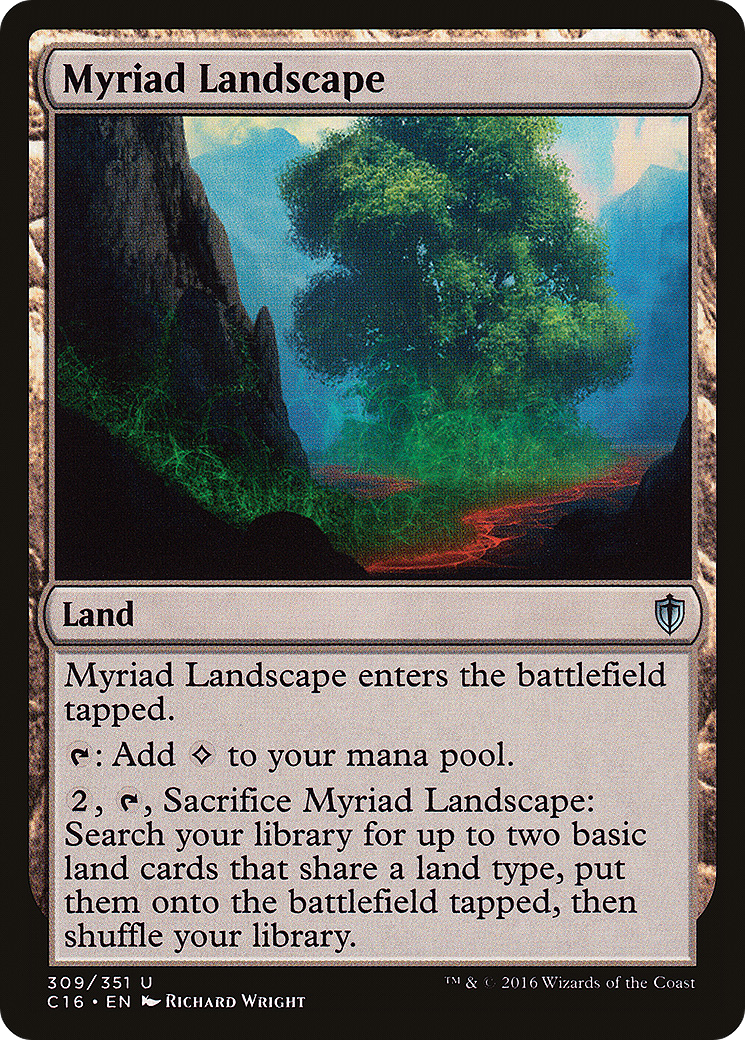 Myriad Landscape
Land
Myriad Landscape enters the battlefield
tapped.
: Add to your mana pool.
2, , Sacrifice Myriad Landscape:
Search your library for up to two basic
land cards that share a land type, put
them onto the battlefield tapped, then
shuffle your library.
309/351 U
™ & © 2016 Wizards of the Coast
C16 • EN Richard Wright